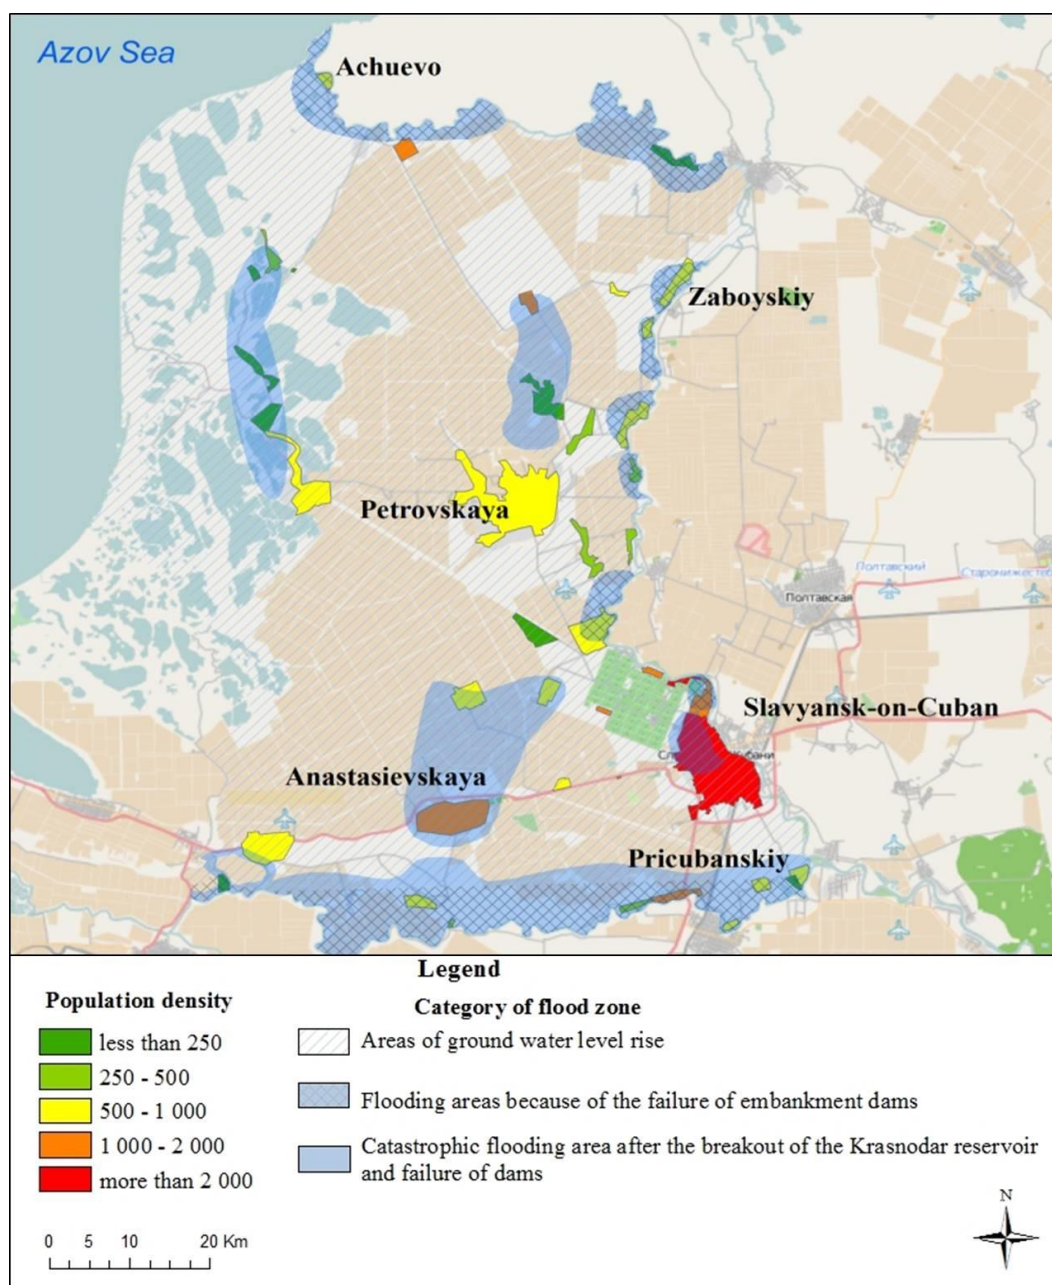 Azov Sea
Achuevo
Zaboyskiy
Petrovskaya
Полтавский
Полтавская
Slavyansk-on-Cuban
Anastasievskaya
Pricubanskiy
Legend
Population density
less than 250
250 - 500
500 - 1 000
1 000 - 2 000
more than 2 000
Category of flood zone
Areas of ground water level rise
Flooding areas because of the failure of embankment dams
Catastrophic flooding area after the breakout of the Krasnodar reservoir
and failure of dams
0 5 10 20 Km
N